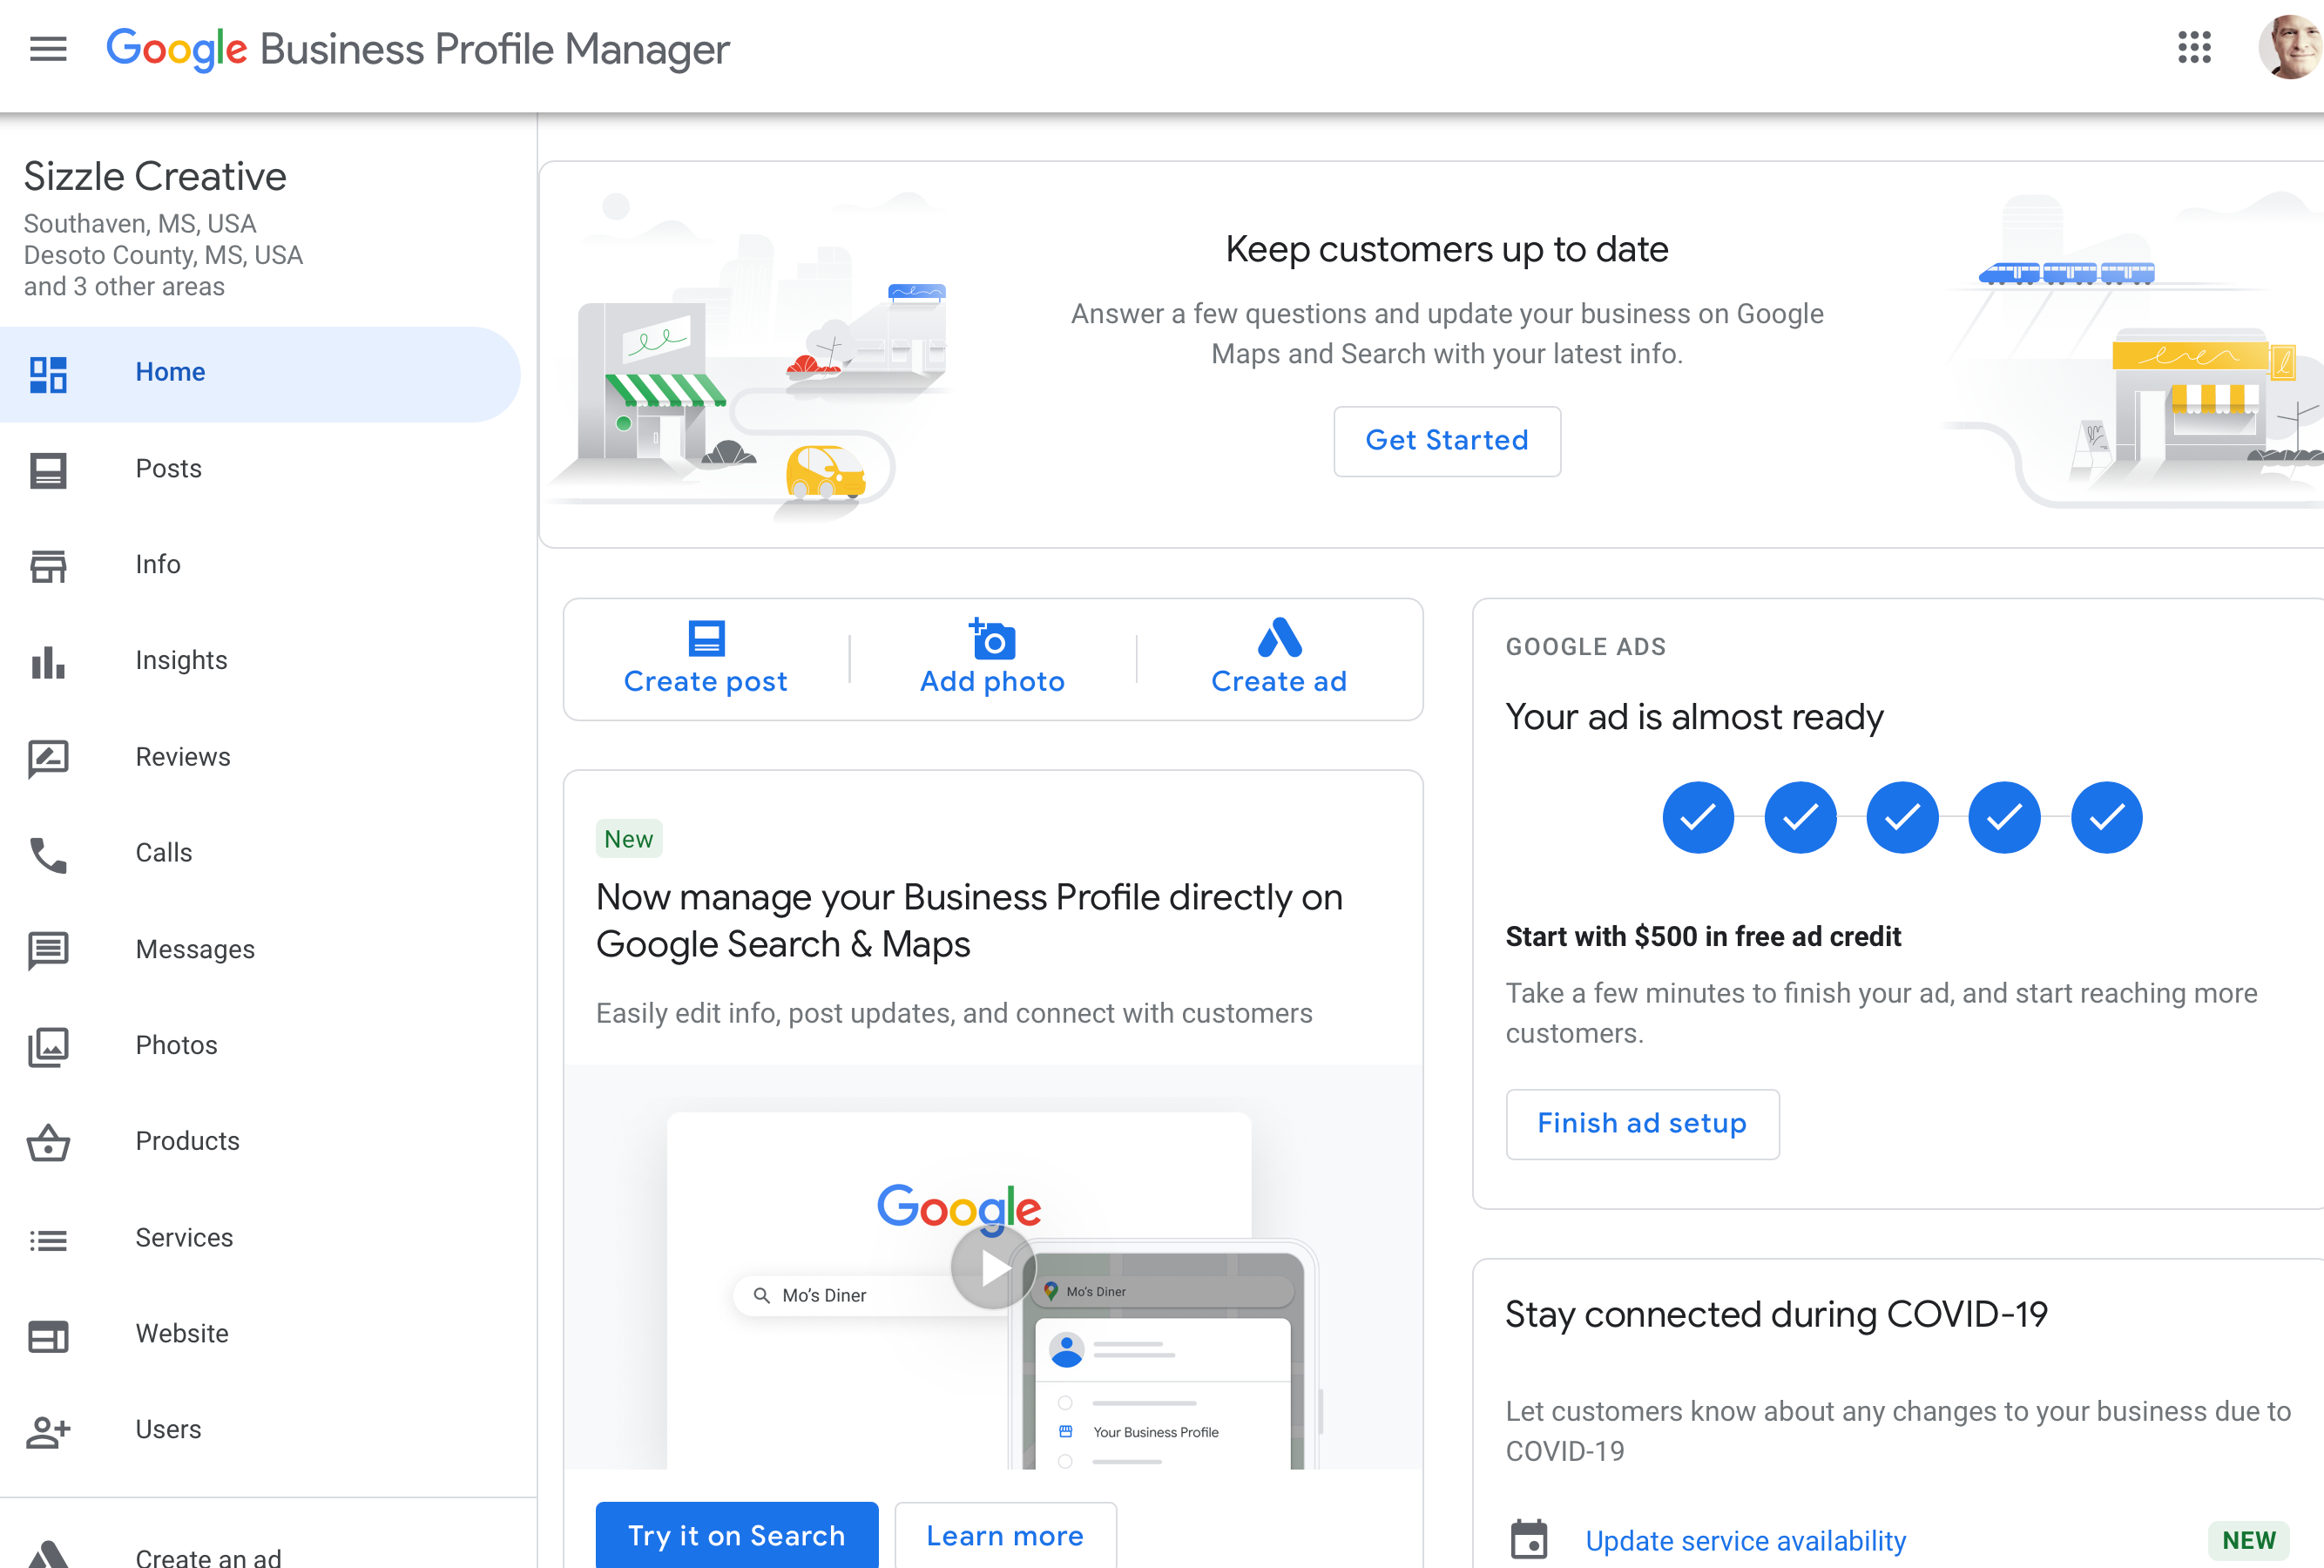 Google Business Profile Manager
Sizzle Creative
Southaven, MS, USA
Desoto County, MS, USA
and 3 other areas
Home
Posts
Info
Insights
Reviews
Calls
Messages
Photos
Products
Services
Website
Users
Create an ad
Keep customers up to date
Answer a few questions and update your business on Google
Maps and Search with your latest info.
Get Started
Create post
Add photo
Create ad
New
Now manage your Business Profile directly on
Google Search & Maps
Easily edit info, post updates, and connect with customers
Google
Mo's Diner
Mo's Diner
Your Business Profile
Try it on Search
Learn more
GOOGLE ADS
Your ad is almost ready
Start with $500 in free ad credit
Take a few minutes to finish your ad, and start reaching more
customers.
Finish ad setup
Stay connected during COVID-19
Let customers know about any changes to your business due to
COVID-19
Update service availability
NEW